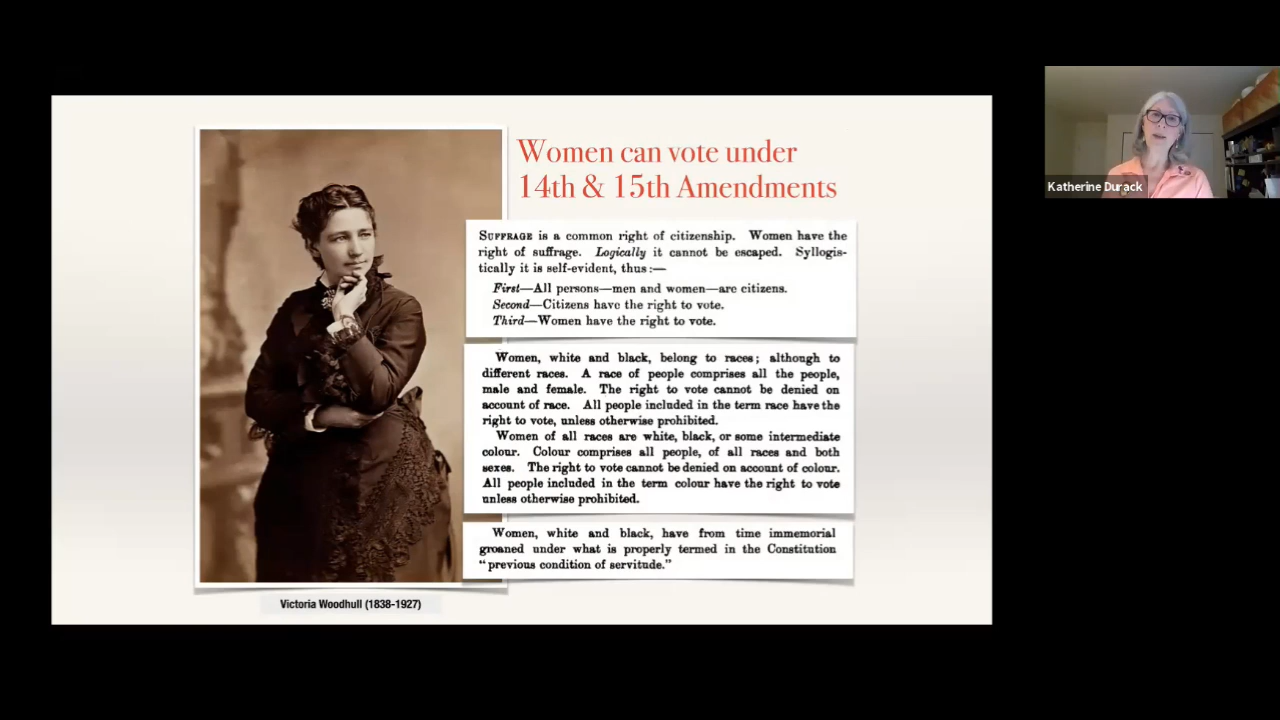 Women can vote under
14th & 15th Amendments
SUFFRAGE is a common right of citizenship. Women have the
right of suffrage. Logically it cannot be escaped. Syllogis-
tically it is self-evident, thus:—
First—All persons—men and women—are citizens.
Second—Citizens have the right to vote.
Third—Women have the right to vote.
Women, white and black, belong to races; although to
different races. A race of people comprises all the people,
male and female. The right to vote cannot be denied on
account of race. All people included in the term race have the
right to vote, unless otherwise prohibited.
Women of all races are white, black, or some intermediate
colour. Colour comprises all people, of all races and both
sexes. The right to vote cannot be denied on account of colour.
All people included in the term colour have the right to vote
unless otherwise prohibited.
Women, white and black, have from time immemorial
groaned under what is properly termed in the Constitution
“previous condition of servitude.”
Victoria Woodhull (1838-1927)
Katherine Durack